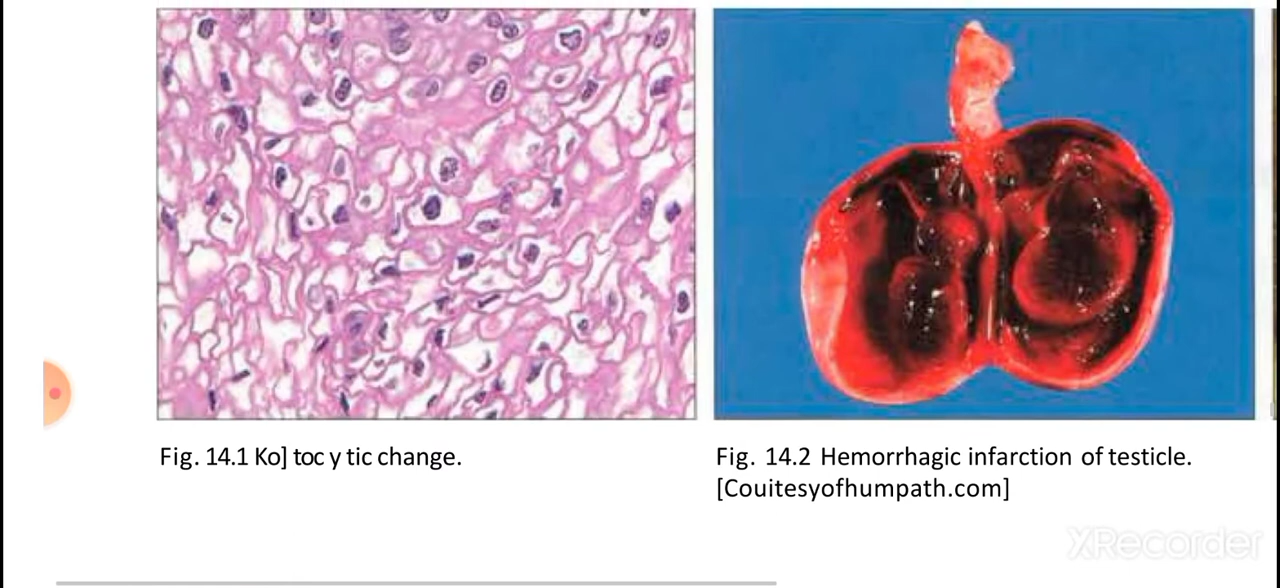 Fig. 14.1 Ko] toc y tic change.
Fig. 14.2 Hemorrhagic infarction of testicle.
[Couitesyofhumpath.com]
XRecorder